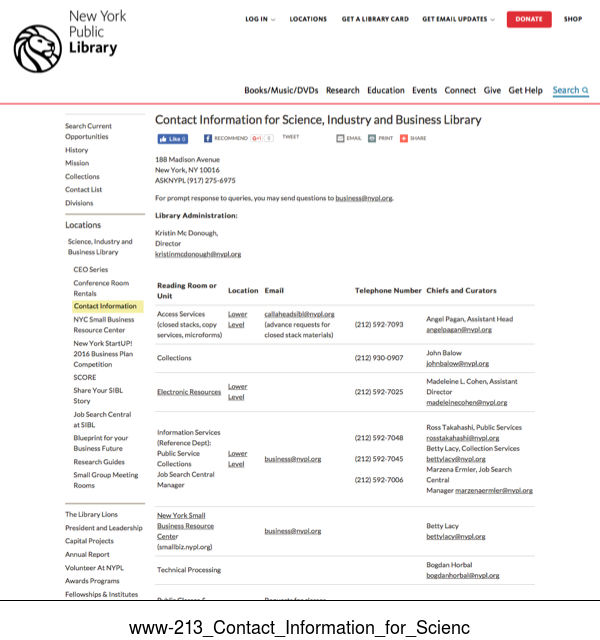 New York
Public
Library
LOG IN
LOCATIONS
GET A LIBRARY CARD
GET EMAIL UPDATES
DONATE
SHOP
Books/Music/DVDs Research Education Events Connect Give Get Help Search
Contact Information for Science, Industry and Business Library
Like 0
RECOMMEND
G+1 0
TWEET
EMAIL
PRINT
SHARE
188 Madison Avenue
New York, NY 10016
ASKNYPL (917) 275-6975
For prompt response to queries, you may send questions to business@nypl.org.
Library Administration:
Kristin Mc Donough,
Director
kristinmcdonough@nypl.org
Search Current
Opportunities
History
Mission
Collections
Contact List
Divisions
Locations
Science, Industry and
Business Library
CEO Series
Conference Room
Rentals
Contact Information
NYC Small Business
Resource Center
New York StartUP!
2016 Business Plan
Competition
SCORE
Share Your SIBL
Story
Job Search Central
at SIBL
Blueprint for your
Business Future
Research Guides
Small Group Meeting
Rooms
The Library Lions
President and Leadership
Capital Projects
Annual Report
Volunteer At NYPL
Awards Programs
Fellowships & Institutes
Reading Room or
Unit
Location
Email
Telephone Number
Chiefs and Curators
Access Services
(closed stacks, copy
services, microforms)
Lower
Level
callaheadsibl@nypl.org
(advance requests for
closed stack materials)
(212) 592-7093
Angel Pagan, Assistant Head
angelpagan@nypl.org
Collections
(212) 930-0907
John Balow
johnbalow@nypl.org
Electronic Resources
Lower
Level
(212) 592-7025
Madeleine L. Cohen, Assistant
Director
madeleinecohen@nypl.org
Information Services
(Reference Dept):
Public Service
Collections
Job Search Central
Manager
Lower
Level
business@nypl.org
(212) 592-7048
(212) 592-7045
(212) 592-7006
Ross Takahashi, Public Services
rosstakahashi@nypl.org
Betty Lacy, Collection Services
bettylacy@nypl.org
Marzena Ermler, Job Search
Central
Manager marzenaermler@nypl.org
New York Small
Business Resource
Center
(smallbiz.nypl.org)
business@nypl.org
Betty Lacy
bettylacy@nypl.org
Technical Processing
Bogdan Horbal
bogdanhorbal@nypl.org
www-213_Contact_Information_for_Scienc